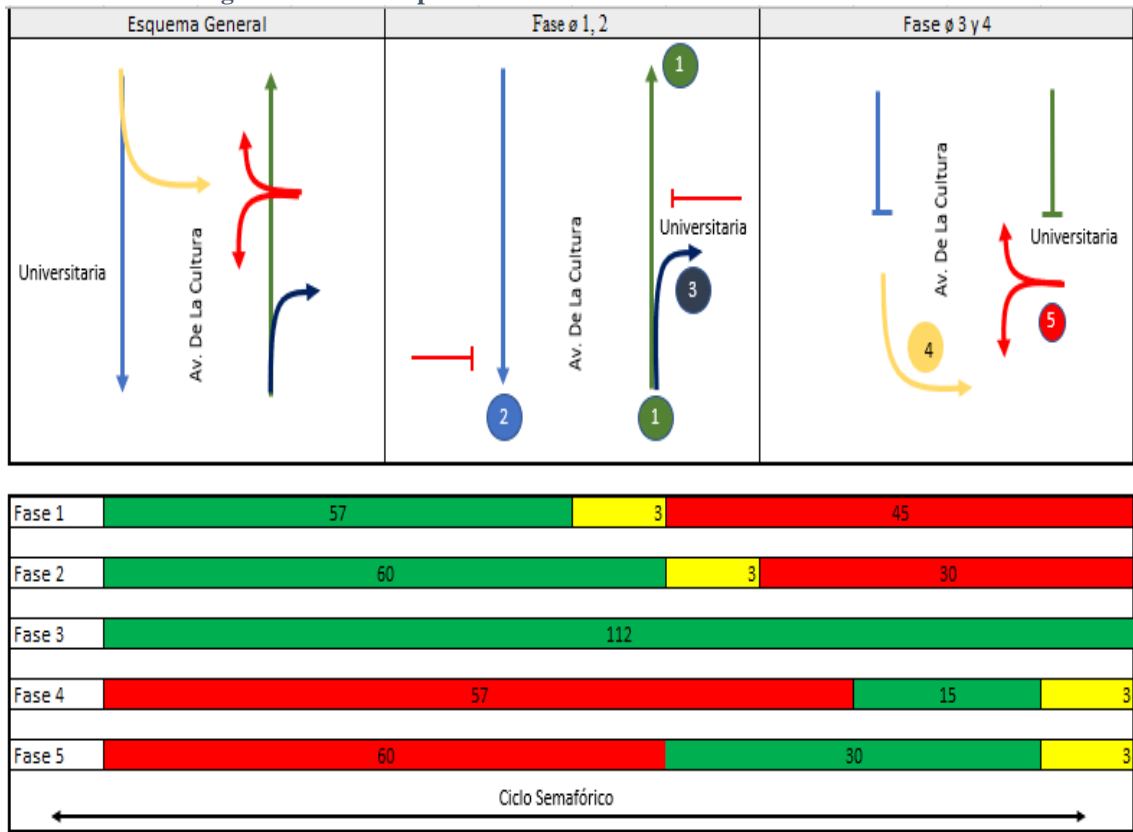 Esquema General
Fase ø 1, 2
Fase ø 3 y 4
Universitaria
Av. De La Cultura
1
Universitaria
Av. De La Cultura
3
2
1
Av. De La Cultura
Universitaria
5
4
Fase 1 57 3 45
Fase 2 60 3 30
Fase 3 112
Fase 4 57 15 3
Fase 5 60 30 3
Ciclo Semafórico